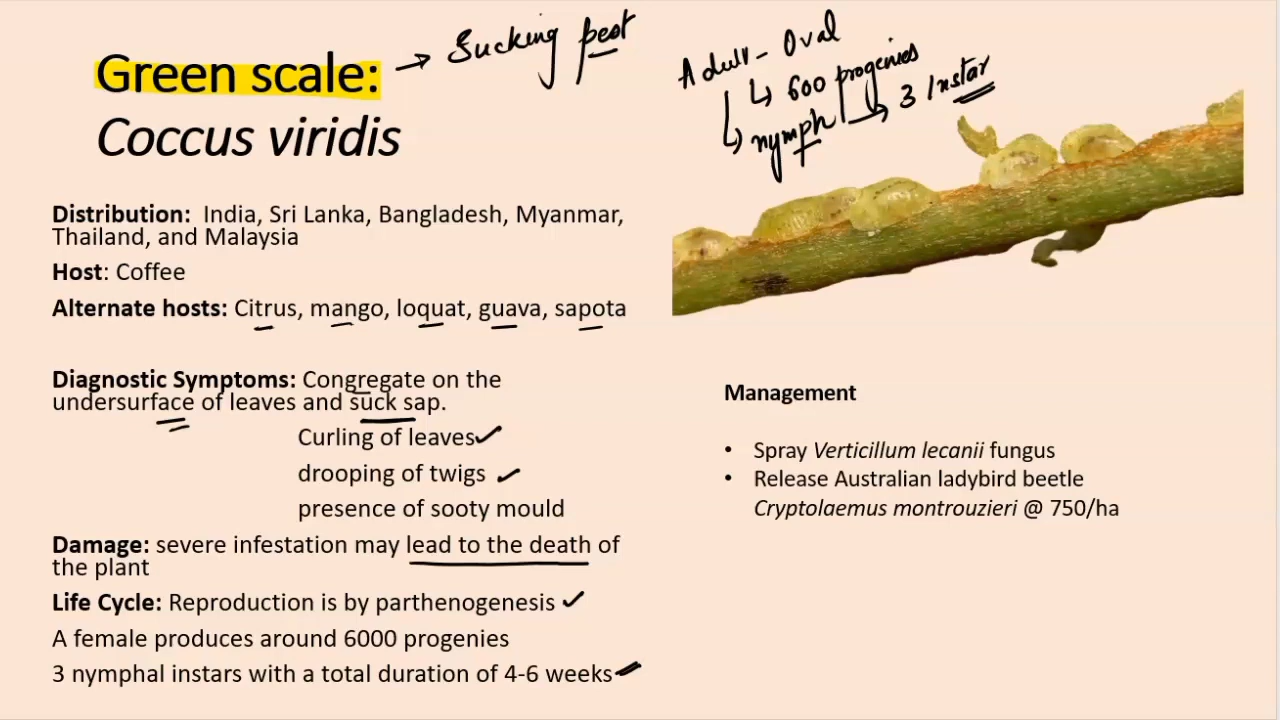 Green scale:
Coccus viridis
→ Sucking pest
Adult - Oval
↳ 600 progenies
↳ nymph → 3 Instar
Distribution: India, Sri Lanka, Bangladesh, Myanmar,
Thailand, and Malaysia
Host: Coffee
Alternate hosts: Citrus, mango, loquat, guava, sapota
Diagnostic Symptoms: Congregate on the
undersurface of leaves and suck sap.
Curling of leaves✓
drooping of twigs ✓
presence of sooty mould
Damage: severe infestation may lead to the death of
the plant
Life Cycle: Reproduction is by parthenogenesis ✓
A female produces around 6000 progenies
3 nymphal instars with a total duration of 4-6 weeks
Management
• Spray Verticillum lecanii fungus
• Release Australian ladybird beetle
Cryptolaemus montrouzieri @ 750/ha